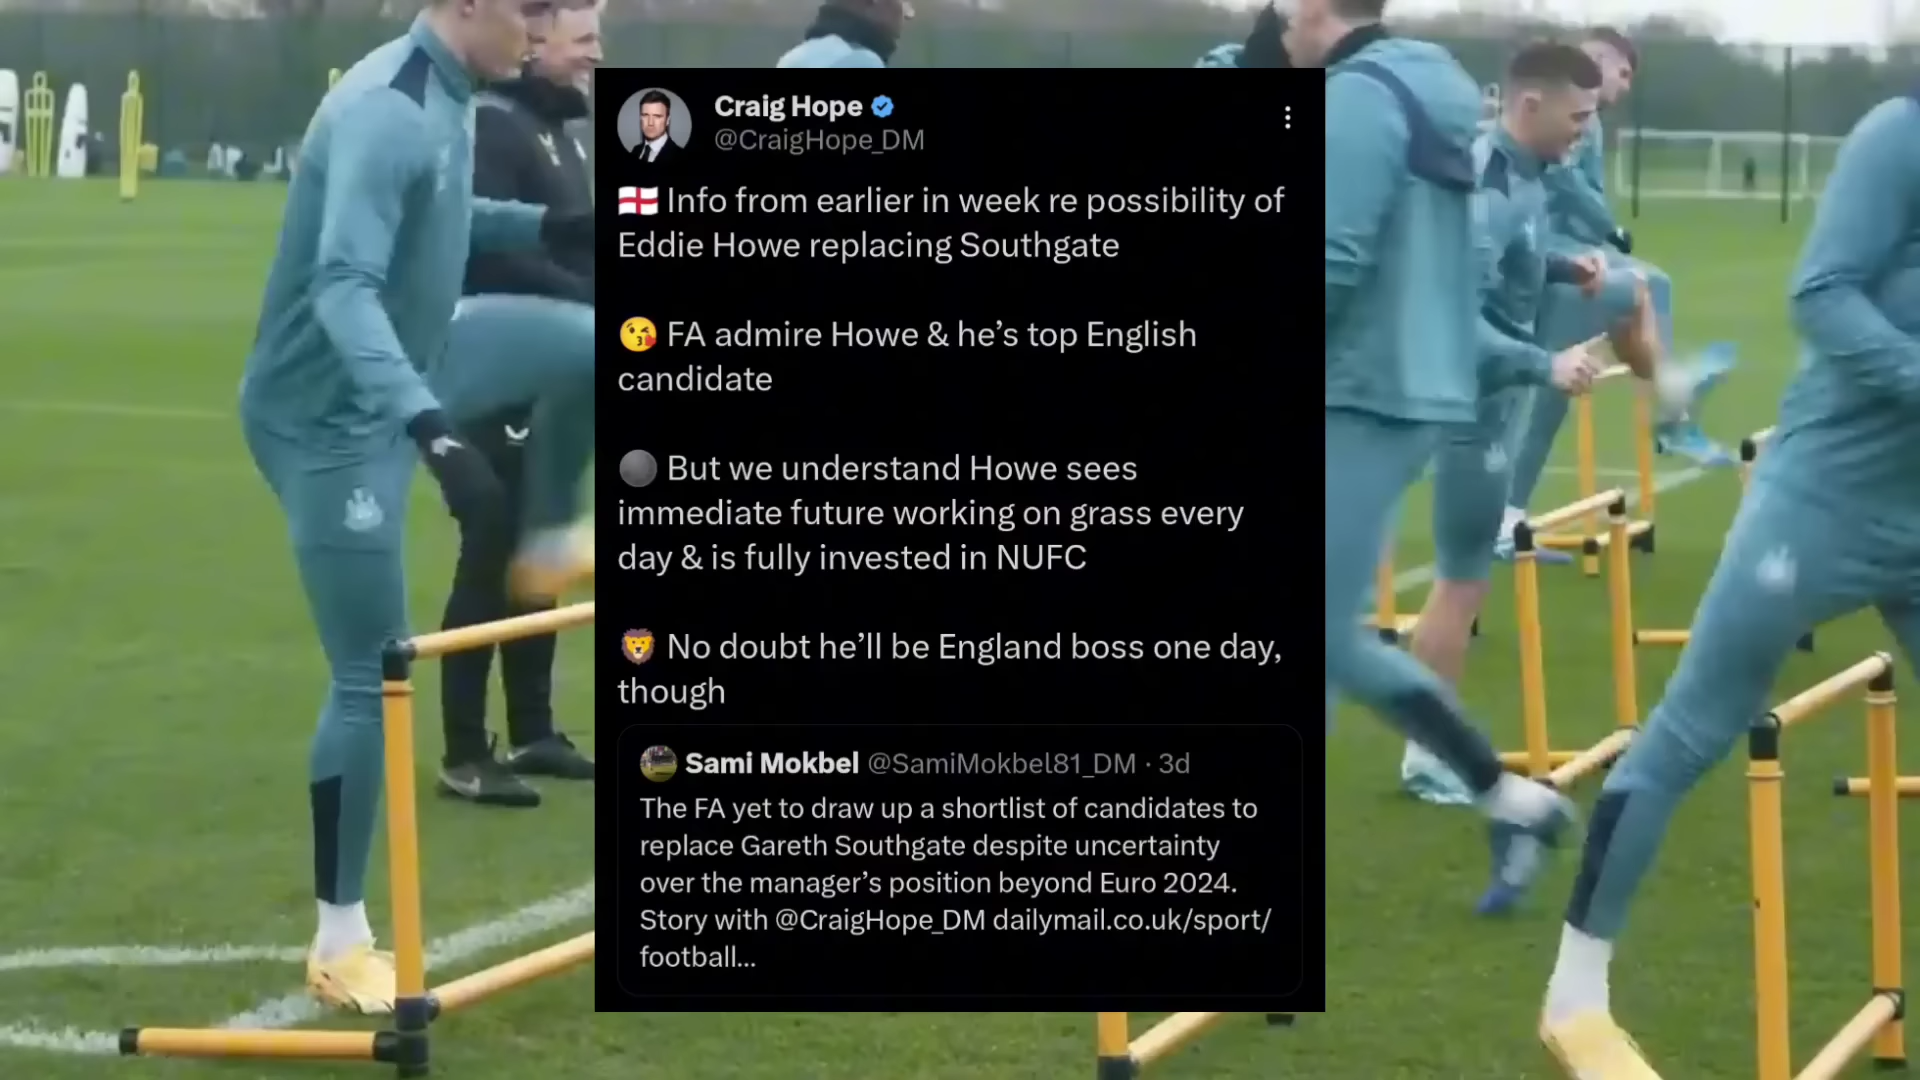 Craig Hope
@CraigHope_DM
🏴󠁧󠁢󠁥󠁮󠁧󠁿 Info from earlier in week re possibility of
Eddie Howe replacing Southgate
😘 FA admire Howe & he’s top English
candidate
But we understand Howe sees
immediate future working on grass every
day & is fully invested in NUFC
🦁 No doubt he’ll be England boss one day,
though
Sami Mokbel @SamiMokbel81_DM · 3d
The FA yet to draw up a shortlist of candidates to
replace Gareth Southgate despite uncertainty
over the manager’s position beyond Euro 2024.
Story with @CraigHope_DM dailymail.co.uk/sport/
football...